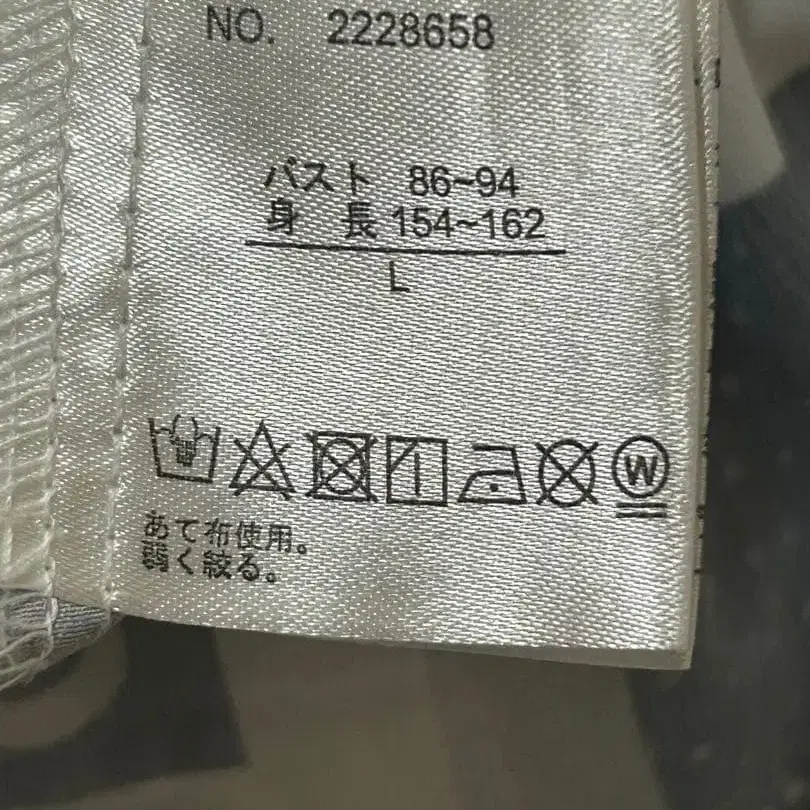 NO. 2228658
バスト 86~94
身 長 154~162
L
W
あて布使用。
弱く絞る。